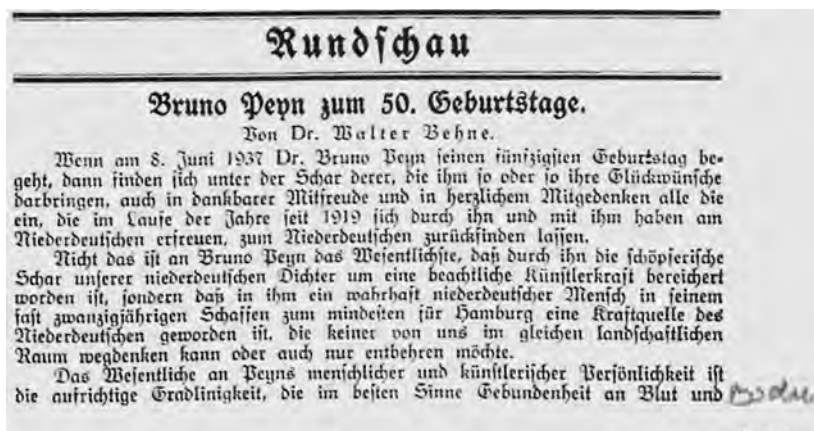 Rundschau
Bruno Peyn zum 50. Geburtstage.
Von Dr. Walter Behne.
Wenn am 8. Juni 1937 Dr. Bruno Peyn seinen fünfzigsten Geburtstag be-
geht, dann finden sich unter der Schar derer, die ihm so oder so ihre Glückwünsche
darbringen, auch in dankbarer Mitfreude und in herzlichem Mitgedenken alle die
ein, die im Laufe der Jahre seit 1919 sich durch ihn und mit ihm haben am
Niederdeutschen erfreuen, zum Niederdeutschen zurückfinden lassen.
Nicht das ist an Bruno Peyn das Wesentlichste, daß durch ihn die schöpferische
Schar unserer niederdeutschen Dichter um eine beachtliche Künstlerkraft bereichert
worden ist, sondern daß in ihm ein wahrhaft niederdeutscher Mensch in seinem
fast zwanzigjährigen Schaffen zum mindesten für Hamburg eine Kraftquelle des
Niederdeutschen geworden ist, die keiner von uns im gleichen landschaftlichen
Raum wegdenken kann oder auch nur entbehren möchte.
Das Wesentliche an Peyns menschlicher und künstlerischer Persönlichkeit ist
die aufrichtige Gradlinigkeit, die im besten Sinne Gebundenheit an Blut und